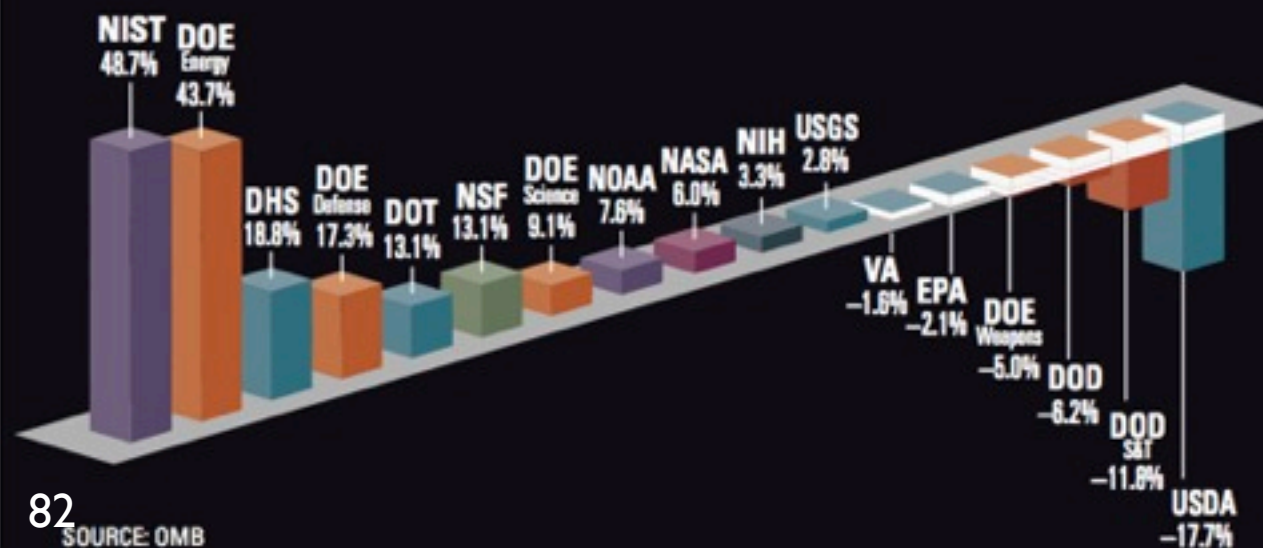 NIST
48.7%
DOE
Energy
43.7%
DHS
18.8%
DOE
Defense
17.3%
DOT
13.1%
NSF
13.1%
DOE
Science
9.1%
NOAA
7.6%
NASA
6.0%
NIH
3.3%
USGS
2.8%
VA
–1.6%
EPA
–2.1%
DOE
Weapons
–5.0%
DOD
–6.2%
DOD
S&T
–11.8%
USDA
–17.7%
82
SOURCE: OMB